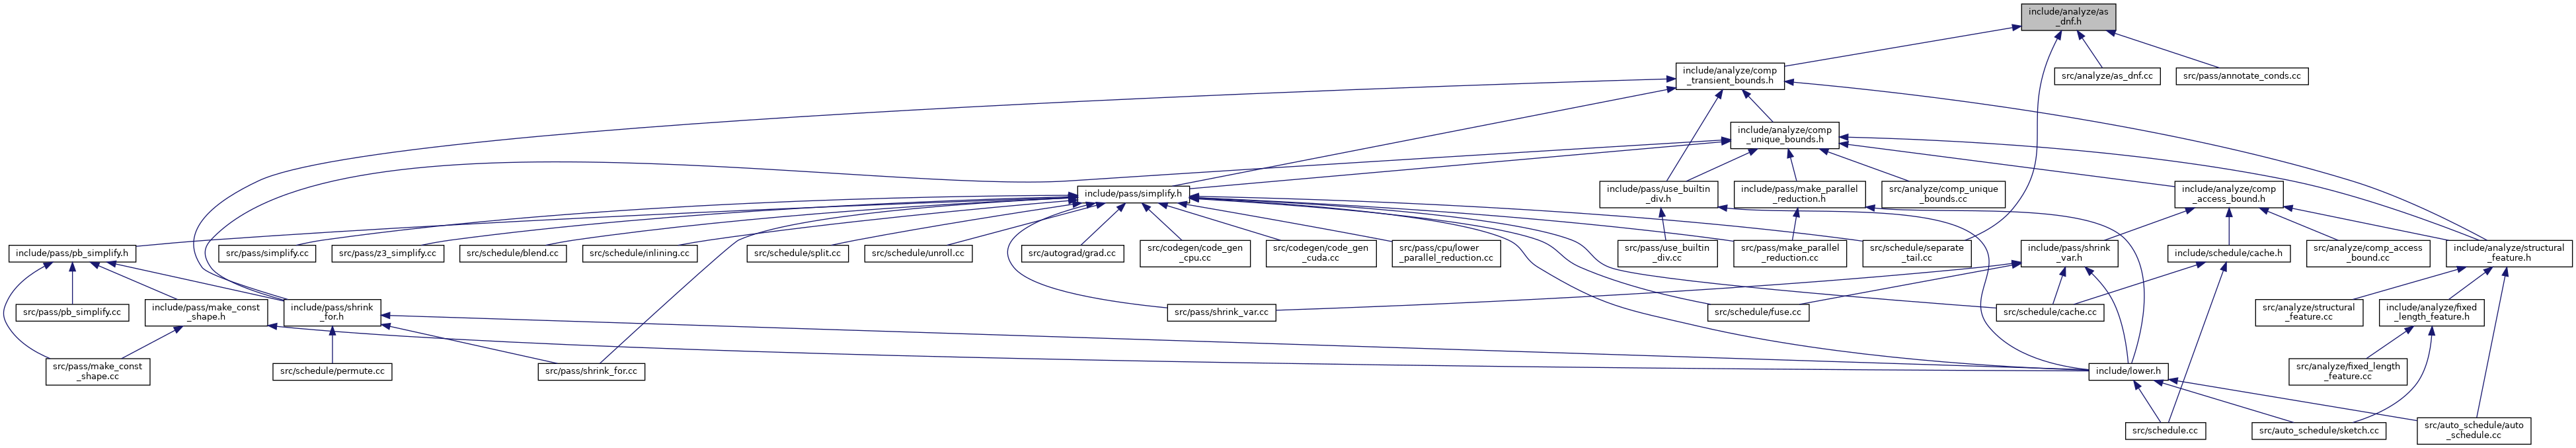 include/analyze/as
_dnf.h
include/analyze/comp
_transient_bounds.h
src/analyze/as_dnf.cc
src/pass/annotate_conds.cc
include/analyze/comp
_unique_bounds.h
include/pass/simplify.h
include/pass/use_builtin
_div.h
include/pass/make_parallel
_reduction.h
src/analyze/comp_unique
_bounds.cc
include/analyze/comp
_access_bound.h
include/pass/pb_simplify.h
src/pass/simplify.cc
src/pass/z3_simplify.cc
src/schedule/blend.cc
src/schedule/inlining.cc
src/schedule/split.cc
src/schedule/unroll.cc
src/autograd/grad.cc
src/codegen/code_gen
_cpu.cc
src/codegen/code_gen
_cuda.cc
src/pass/cpu/lower
_parallel_reduction.cc
src/pass/use_builtin
_div.cc
src/pass/make_parallel
_reduction.cc
src/schedule/separate
_tail.cc
include/pass/shrink
_var.h
include/schedule/cache.h
src/analyze/comp_access
_bound.cc
include/analyze/structural
_feature.h
src/pass/pb_simplify.cc
include/pass/make_const
_shape.h
include/pass/shrink
_for.h
src/pass/shrink_var.cc
src/schedule/fuse.cc
src/schedule/cache.cc
src/analyze/structural
_feature.cc
include/analyze/fixed
_length_feature.h
src/pass/make_const
_shape.cc
src/schedule/permute.cc
src/pass/shrink_for.cc
include/lower.h
src/analyze/fixed_length
_feature.cc
src/schedule.cc
src/auto_schedule/sketch.cc
src/auto_schedule/auto
_schedule.cc